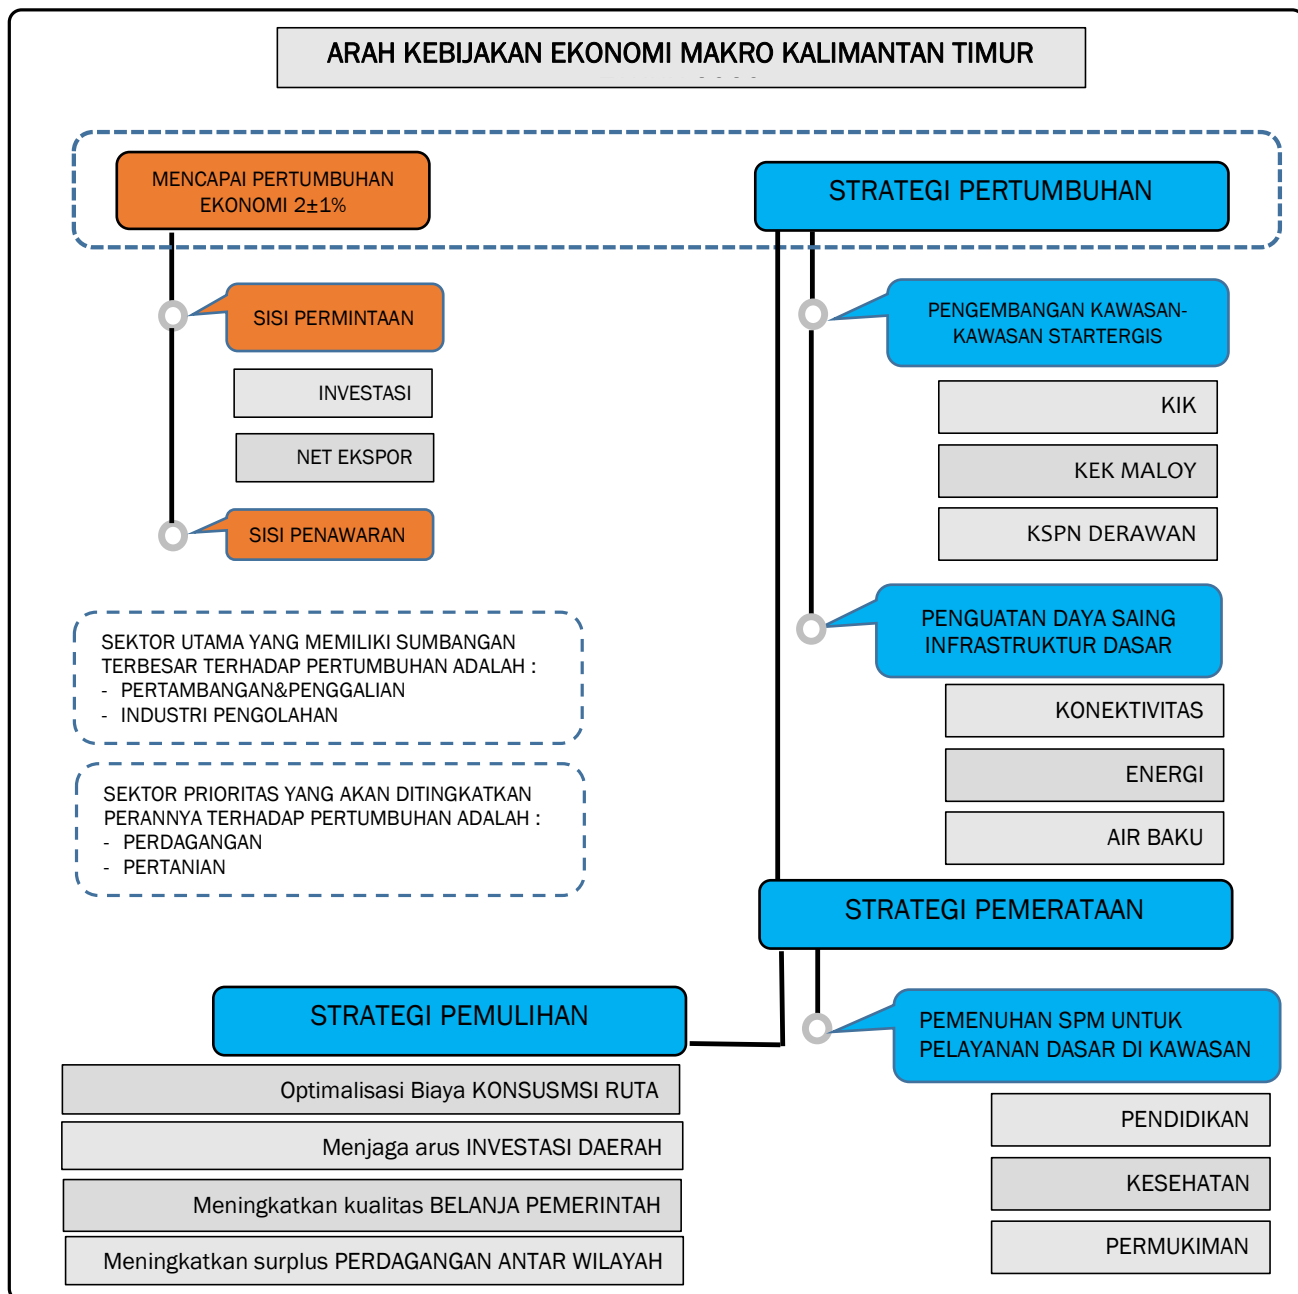 ARAH KEBIJAKAN EKONOMI MAKRO KALIMANTAN TIMUR
MENCAPAI PERTUMBUHAN
EKONOMI 2±1%
SISI PERMINTAAN
INVESTASI
NET EKSPOR
SISI PENAWARAN
SEKTOR UTAMA YANG MEMILIKI SUMBANGAN
TERBESAR TERHADAP PERTUMBUHAN ADALAH :
- PERTAMBANGAN&PENGGALIAN
- INDUSTRI PENGOLAHAN
SEKTOR PRIORITAS YANG AKAN DITINGKATKAN
PERANNYA TERHADAP PERTUMBUHAN ADALAH :
- PERDAGANGAN
- PERTANIAN
STRATEGI PERTUMBUHAN
PENGEMBANGAN KAWASAN-
KAWASAN STARTERGIS
KIK
KEK MALOY
KSPN DERAWAN
PENGUATAN DAYA SAING
INFRASTRUKTUR DASAR
KONEKTIVITAS
ENERGI
AIR BAKU
STRATEGI PEMERATAAN
PEMENUHAN SPM UNTUK
PELAYANAN DASAR DI KAWASAN
PENDIDIKAN
KESEHATAN
PERMUKIMAN
STRATEGI PEMULIHAN
Optimalisasi Biaya KONSUSMSI RUTA
Menjaga arus INVESTASI DAERAH
Meningkatkan kualitas BELANJA PEMERINTAH
Meningkatkan surplus PERDAGANGAN ANTAR WILAYAH